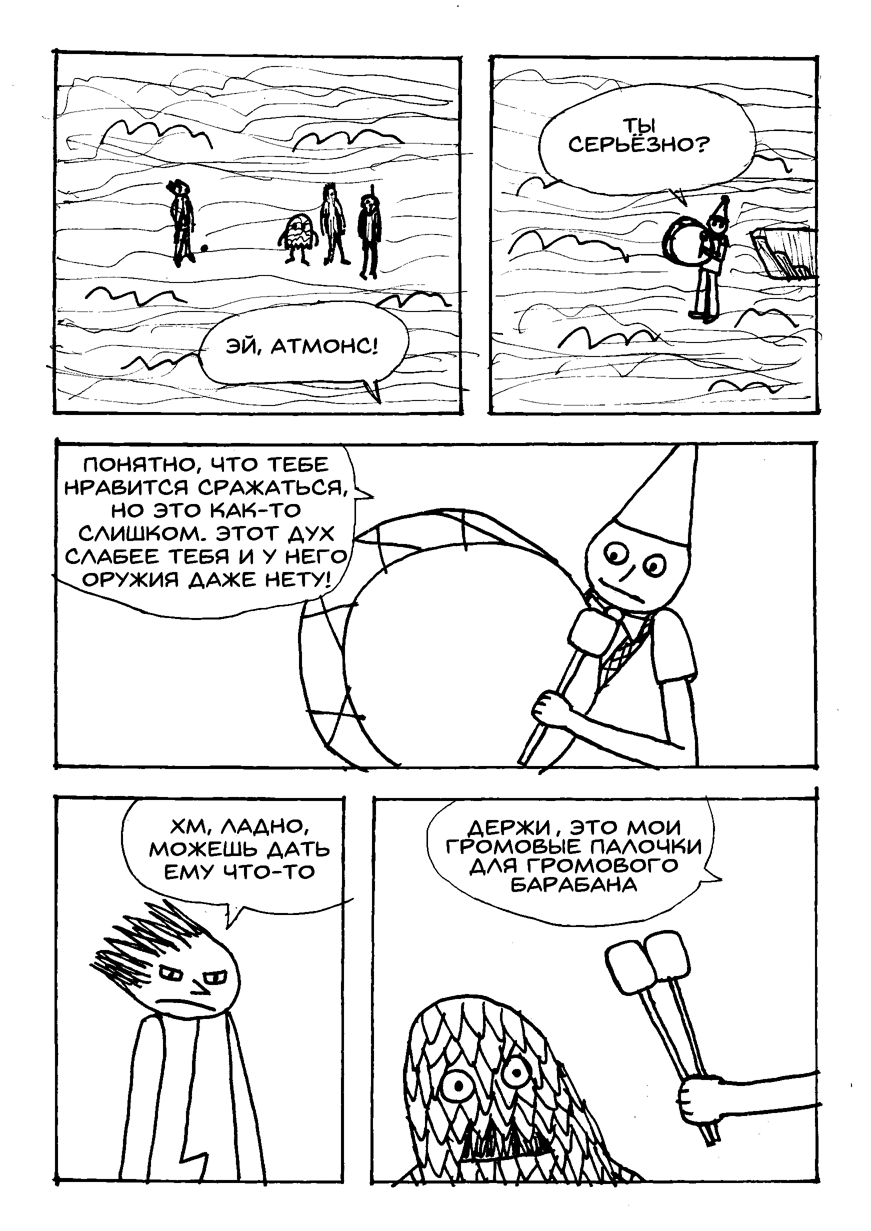 ЭЙ, АТМОНС!
ТЫ
СЕРЬЁЗНО?
ПОНЯТНО, ЧТО ТЕБЕ
НРАВИТСЯ СРАЖАТЬСЯ,
НО ЭТО КАК-ТО
СЛИШКОМ. ЭТОТ ДУХ
СЛАБЕЕ ТЕБЯ И У НЕГО
ОРУЖИЯ ДАЖЕ НЕТУ!
ХМ, ЛАДНО,
МОЖЕШЬ ДАТЬ
ЕМУ ЧТО-ТО
ДЕРЖИ, ЭТО МОИ
ГРОМОВЫЕ ПАЛОЧКИ
ДЛЯ ГРОМОВОГО
БАРАБАНА